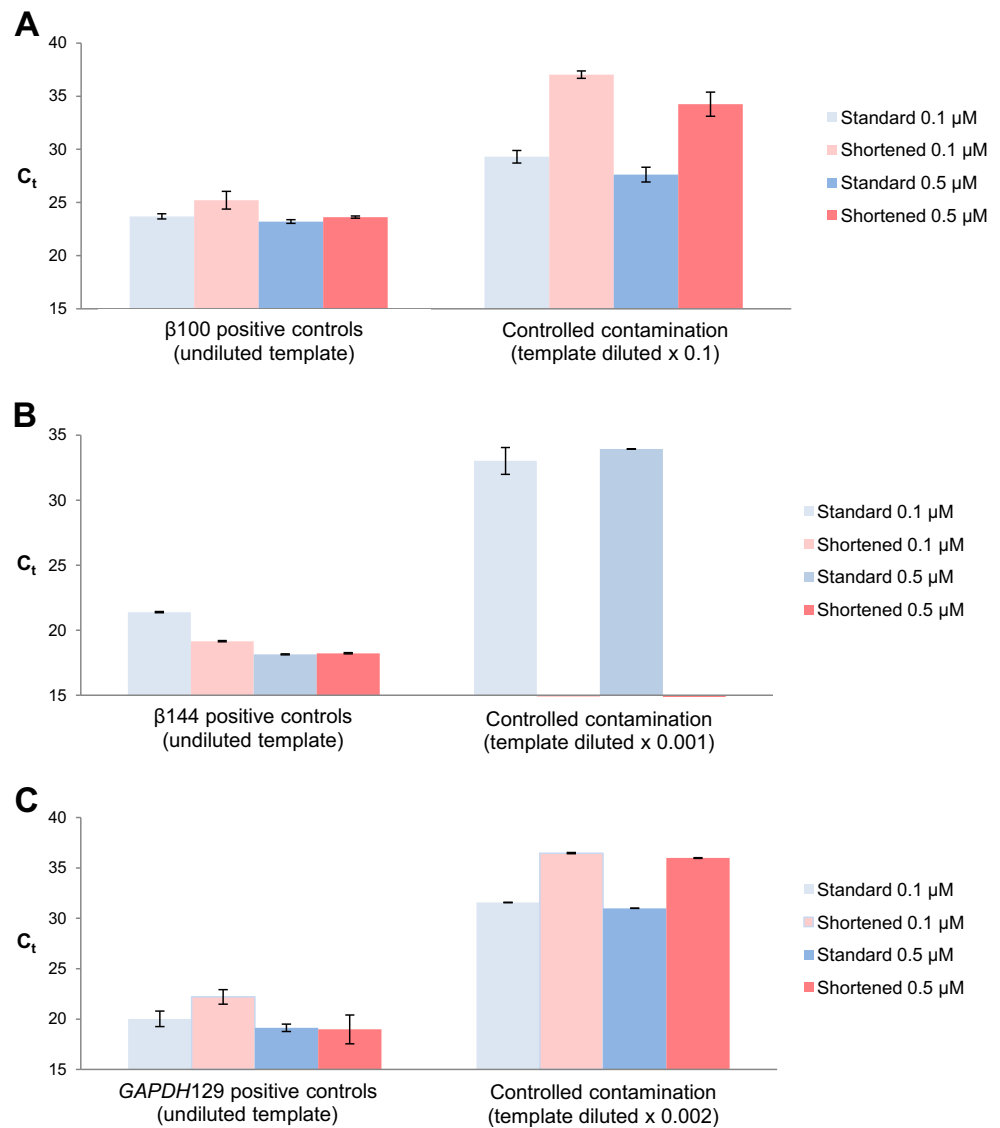 A
40
35
30
25
20
15
Ct
β100 positive controls
(undiluted template)
Controlled contamination
(template diluted x 0.1)
Standard 0.1 µM
Shortened 0.1 µM
Standard 0.5 µM
Shortened 0.5 µM
B
35
30
25
20
15
Ct
β144 positive controls
(undiluted template)
Controlled contamination
(template diluted x 0.001)
Standard 0.1 µM
Shortened 0.1 µM
Standard 0.5 µM
Shortened 0.5 µM
C
40
35
30
25
20
15
Ct
GAPDH129 positive controls
(undiluted template)
Controlled contamination
(template diluted x 0.002)
Standard 0.1 µM
Shortened 0.1 µM
Standard 0.5 µM
Shortened 0.5 µM